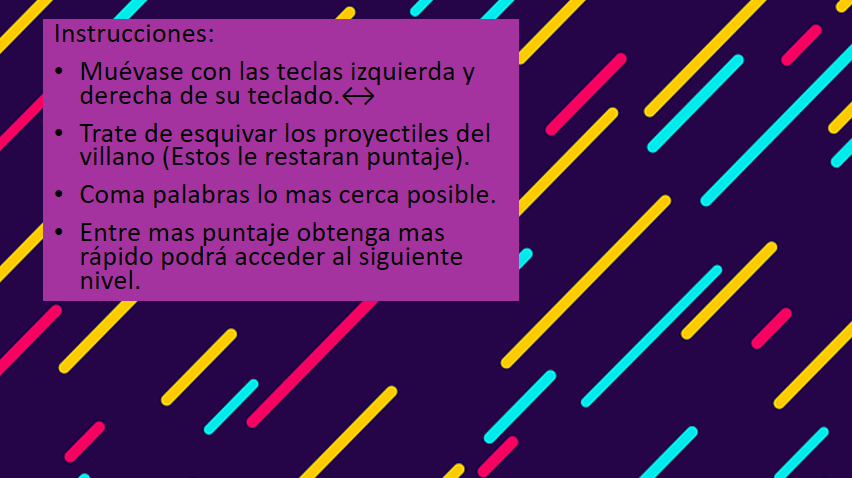 Instrucciones:
• Muévase con las teclas izquierda y
derecha de su teclado.↔
• Trate de esquivar los proyectiles del
villano (Estos le restaran puntaje).
• Coma palabras lo mas cerca posible.
• Entre mas puntaje obtenga mas
rápido podrá acceder al siguiente
nivel.